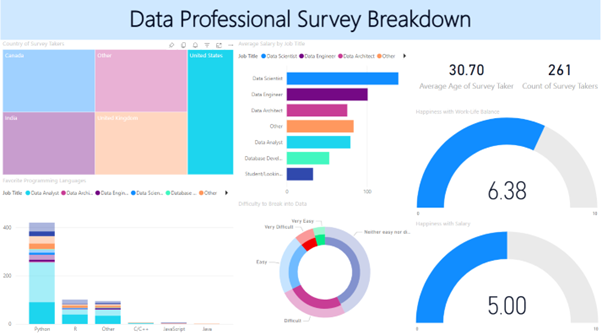 Data Professional Survey Breakdown
Country of Survey Takers
Canada
Other
United States
India
United Kingdom
Average Salary by Job Title
Job Title Data Scientist Data Engineer Data Architect Other
Data Scientist
Data Engineer
Data Architect
Other
Data Analyst
Database Devel...
Student/Lookin...
0 100
30.70
Average Age of Survey Taker
261
Count of Survey Takers
Happiness with Work-Life Balance
6.38
0 10
Favorite Programming Languages
Job Title Data Analyst Data Archi... Data Engin... Data Scien... Database ... Other
400
200
0
Python R Other C/C++ JavaScript Java
Difficulty to Break into Data
Very Easy
Very Difficult
Neither easy nor di...
Easy
Difficult
Happiness with Salary
5.00
0 10